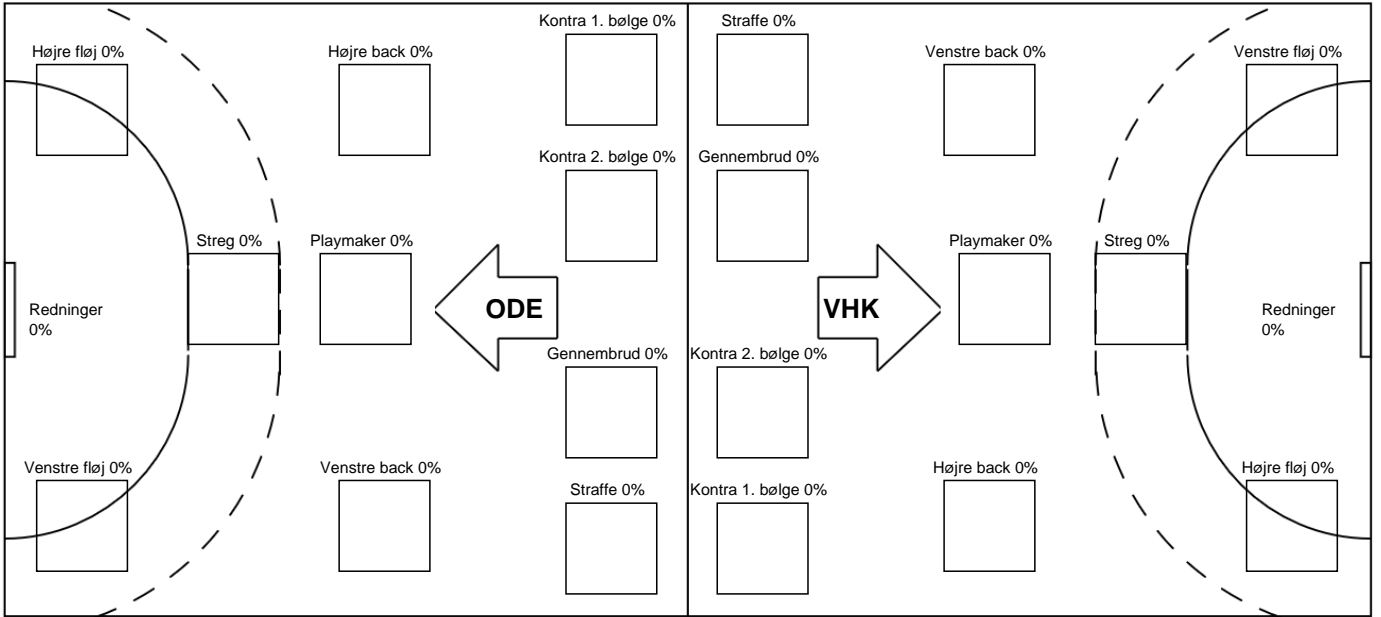 Kontra 1. bølge 0%
Straffe 0%
Højre fløj 0%
Højre back 0%
Venstre back 0%
Venstre fløj 0%
Kontra 2. bølge 0%
Gennembrud 0%
Streg 0%
Playmaker 0%
Playmaker 0%
Streg 0%
Redninger
0%
ODE
VHK
Redninger
0%
Gennembrud 0%
Kontra 2. bølge 0%
Venstre fløj 0%
Venstre back 0%
Højre back 0%
Højre fløj 0%
Straffe 0%
Kontra 1. bølge 0%